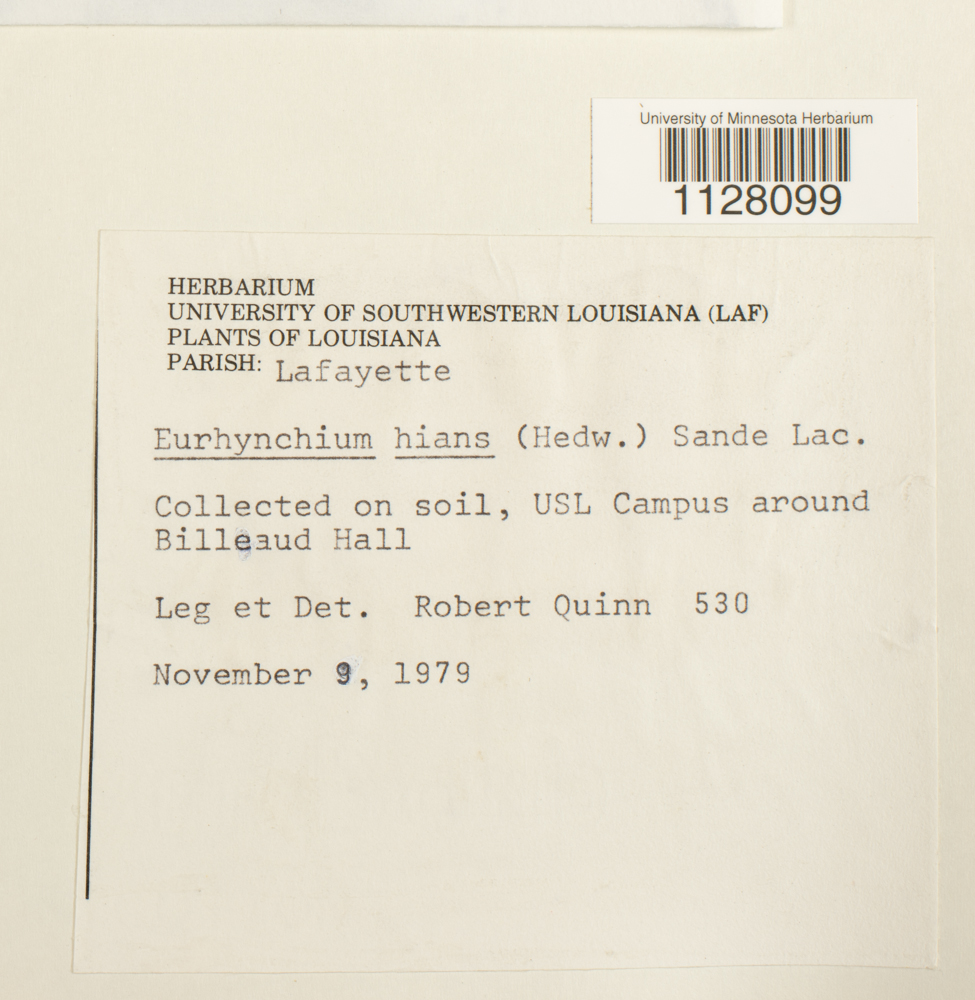 University of Minnesota Herbarium
1128099
HERBARIUM
UNIVERSITY OF SOUTHWESTERN LOUISIANA (LAF)
PLANTS OF LOUISIANA
PARISH: Lafayette
Eurhynchium hians (Hedw.) Sande Lac.
Collected on soil, USL Campus around
Billeaud Hall
Leg et Det. Robert Quinn 530
November 9, 1979